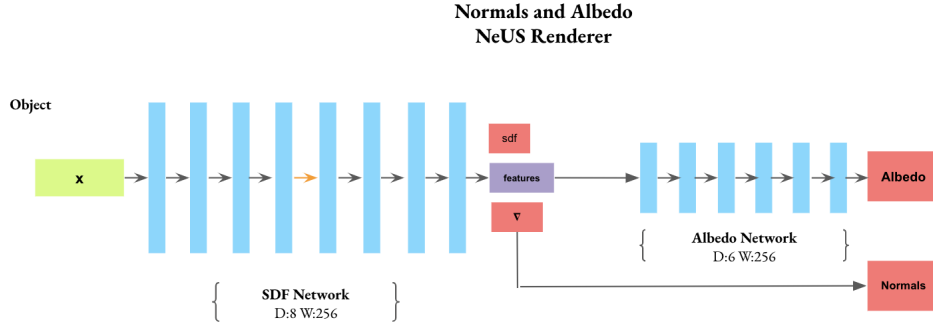 Normals and Albedo
NeUS Renderer
Object
x
sdf
features
∇
Albedo
Albedo Network
D:6 W:256
Normals
SDF Network
D:8 W:256